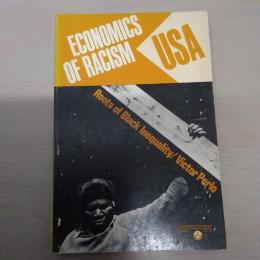 ECONOMICS
OF RACISM
USA
Roots of Black Inequality/Victor Perlo